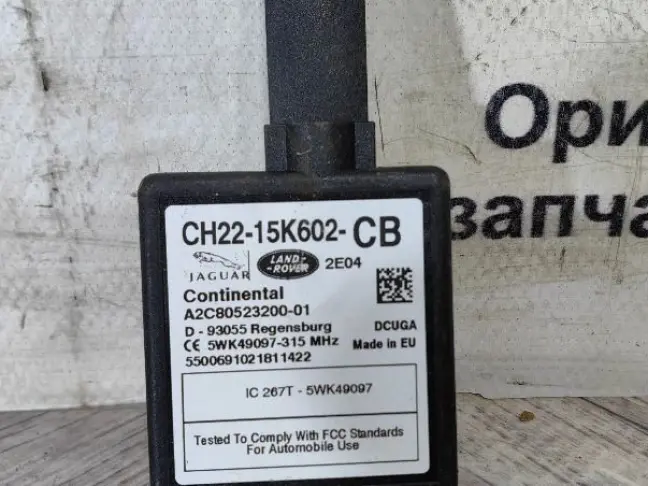 Ори
запча
CH22-15K602-CB
JAGUAR LAND-ROVER 2E04
Continental
A2C80523200-01
D - 93055 Regensburg DCUGA
CE 5WK49097-315 MHz Made in EU
5500691021811422
IC 267T - 5WK49097
Tested To Comply With FCC Standards
For Automobile Use